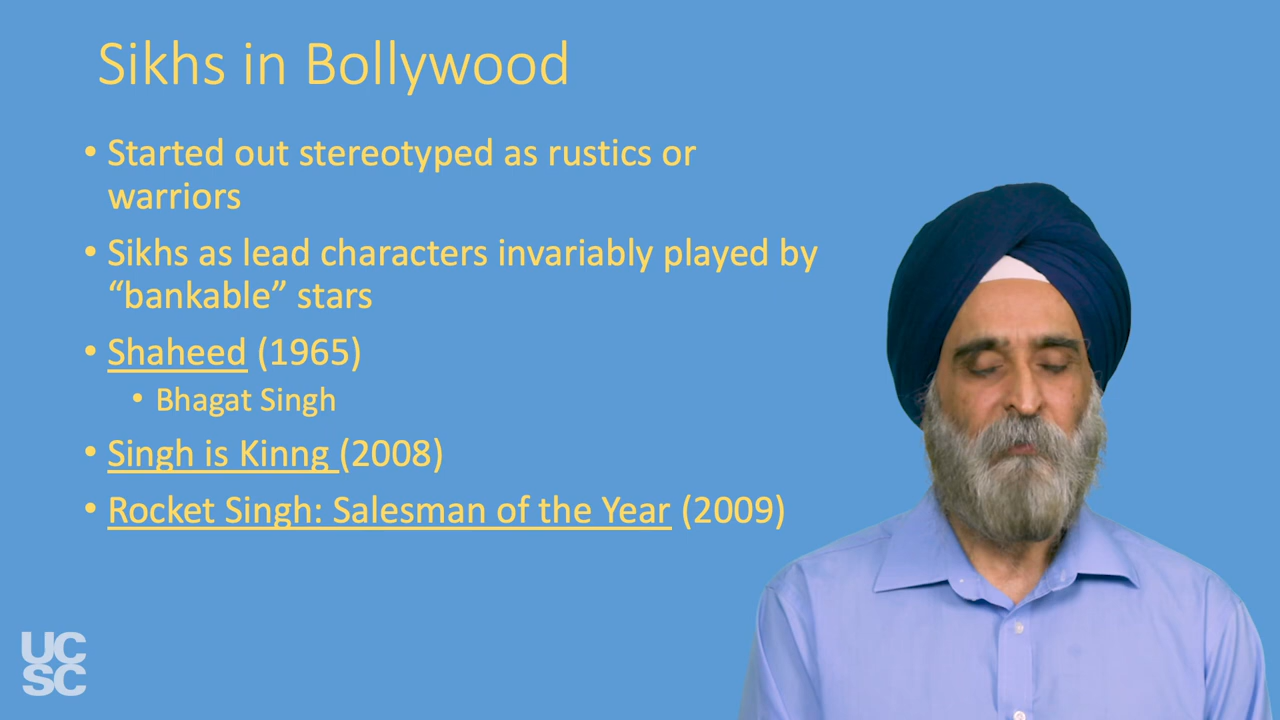 Sikhs in Bollywood
• Started out stereotyped as rustics or
warriors
• Sikhs as lead characters invariably played by
“bankable” stars
• Shaheed (1965)
• Bhagat Singh
• Singh is Kinng (2008)
• Rocket Singh: Salesman of the Year (2009)
UC
SC